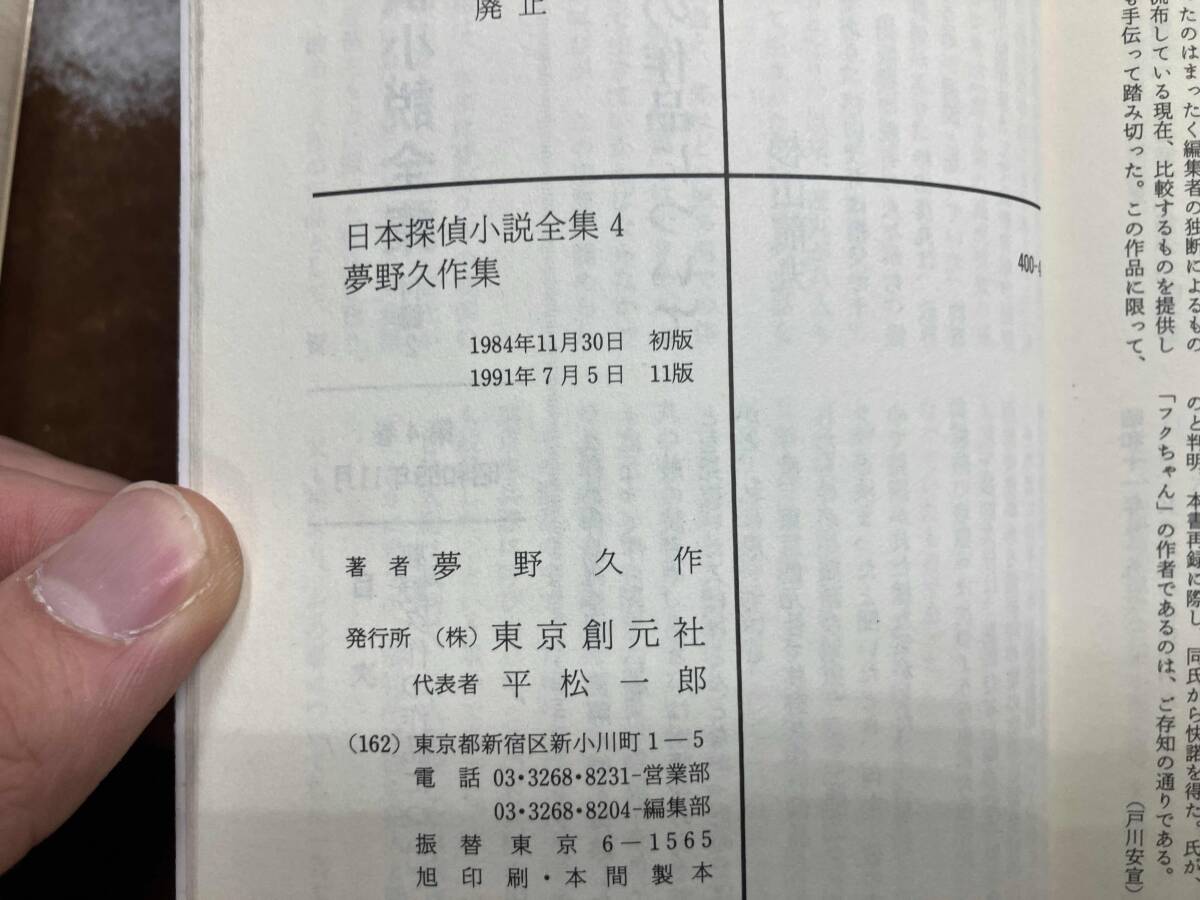 廃止
日本探偵小説全集 4
夢野久作集
1984年11月30日 初版
1991年7月5日 11版
著者 夢野久作
発行所 (株) 東京創元社
代表者 平松一郎
(162) 東京都新宿区新小川町1―5
電話 03・3268・8231-営業部
03・3268・8204-編集部
振替東京 6―1565
旭印刷・本間製本
400-
たのはまったく編集者の独断によるもの
流布している現在、比較するものを提供し
手伝って踏み切った。この作品に限って、
のと判明、本書再録に際し、同氏から快諾を得た。氏が、
「フクちゃん」の作者であるのは、ご存知の通りである。
(戸川安宣)